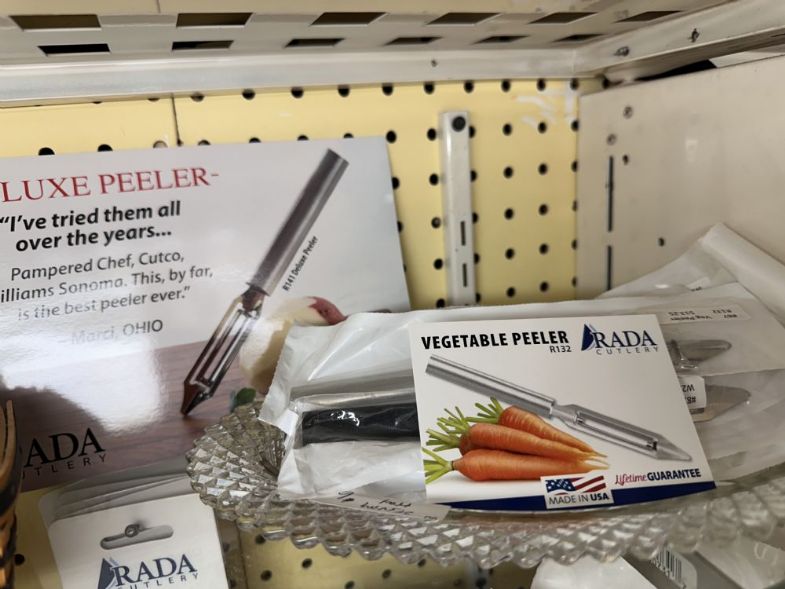 LUXE PEELER-
"I've tried them all
over the years...
Pampered Chef, Cutco,
illiams Sonoma. This, by far,
is the best peeler ever."
—Marci, OHIO
R141 Deluxe Peeler
RADA
CUTLERY
VEGETABLE PEELER
R132
RADA
CUTLERY
MADE IN USA
Lifetime GUARANTEE
RADA
CUTLERY